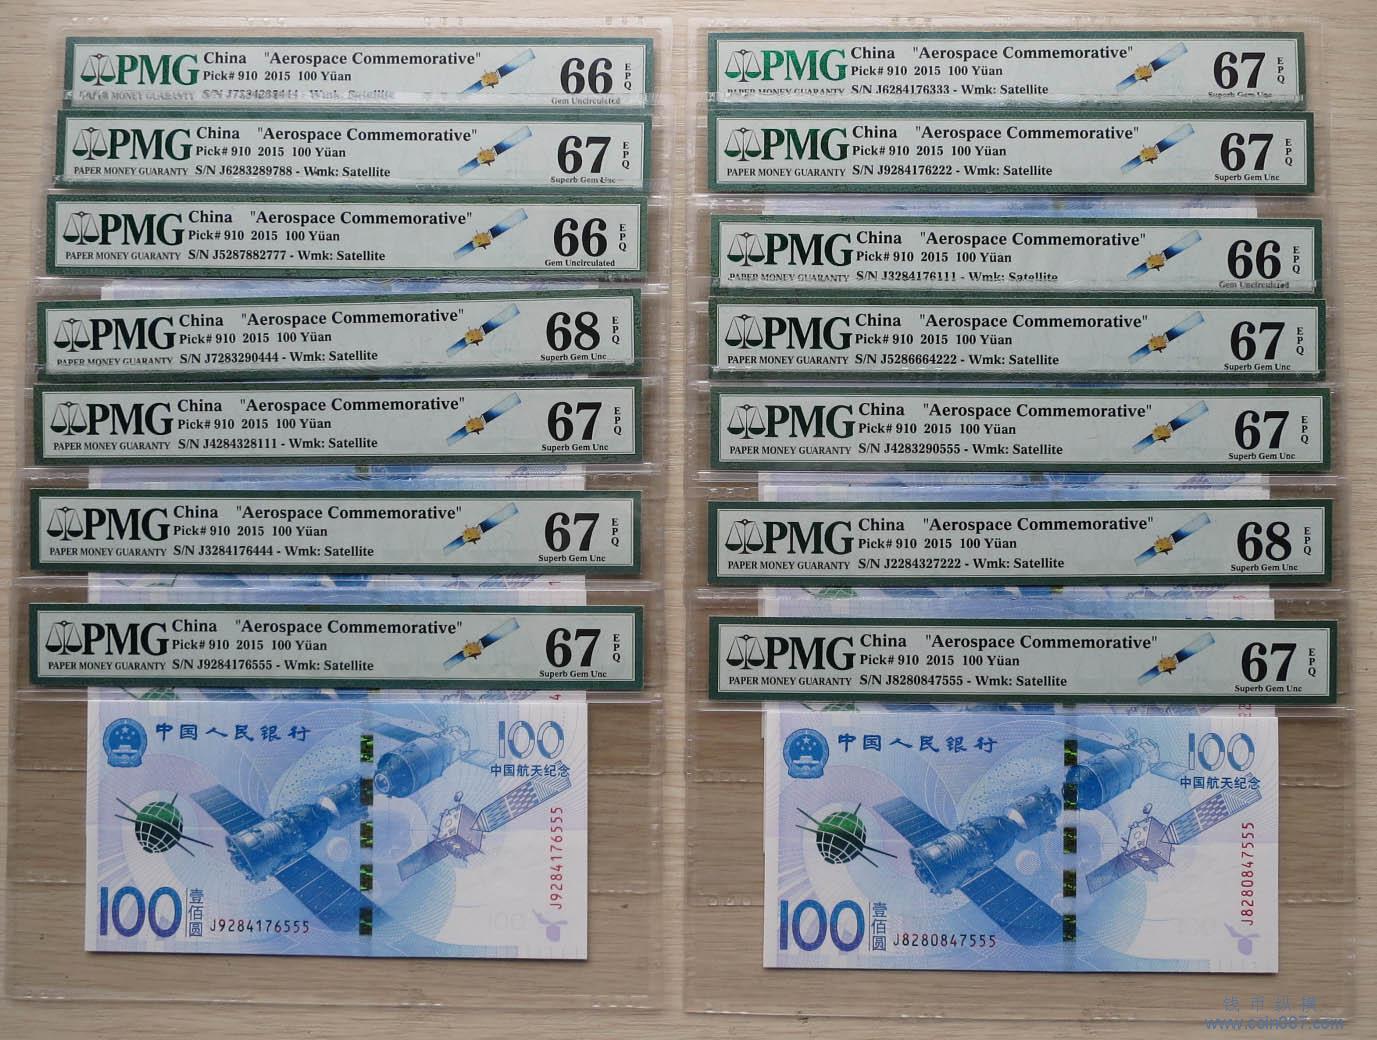 PMG China "Aerospace Commemorative"
Pick# 910 2015 100 Yüan 66 EPQ
PAPER MONEY GUARANTY - Wmk: Satellite Gem Uncirculated
PMG China "Aerospace Commemorative"
Pick# 910 2015 100 Yüan 67 EPQ
PAPER MONEY GUARANTY S/N J6283289788 - Wmk: Satellite Superb Gem Unc
PMG China "Aerospace Commemorative"
Pick# 910 2015 100 Yüan 66 EPQ
PAPER MONEY GUARANTY S/N J5287882777 - Wmk: Satellite Gem Uncirculated
PMG China "Aerospace Commemorative"
Pick# 910 2015 100 Yüan 68 EPQ
PAPER MONEY GUARANTY S/N J7283290444 - Wmk: Satellite Superb Gem Unc
PMG China "Aerospace Commemorative"
Pick# 910 2015 100 Yüan 67 EPQ
PAPER MONEY GUARANTY S/N J4284328111 - Wmk: Satellite Superb Gem Unc
PMG China "Aerospace Commemorative"
Pick# 910 2015 100 Yüan 67 EPQ
PAPER MONEY GUARANTY S/N J3284176444 - Wmk: Satellite Superb Gem Unc
PMG China "Aerospace Commemorative"
Pick# 910 2015 100 Yüan 67 EPQ
PAPER MONEY GUARANTY S/N J9284176555 - Wmk: Satellite Superb Gem Unc
中国人民银行
100
中国航天纪念
J9284176555
100 壹佰圆 J9284176555
PMG China "Aerospace Commemorative"
Pick# 910 2015 100 Yüan 67 EPQ
PAPER MONEY GUARANTY S/N J6284176333 - Wmk: Satellite Superb Gem Unc
PMG China "Aerospace Commemorative"
Pick# 910 2015 100 Yüan 67 EPQ
PAPER MONEY GUARANTY S/N J9284176222 - Wmk: Satellite Superb Gem Unc
PMG China "Aerospace Commemorative"
Pick# 910 2015 100 Yüan 66 EPQ
PAPER MONEY GUARANTY S/N J3284176111 - Wmk: Satellite Gem Uncirculated
PMG China "Aerospace Commemorative"
Pick# 910 2015 100 Yüan 67 EPQ
PAPER MONEY GUARANTY S/N J5286664222 - Wmk: Satellite Superb Gem Unc
PMG China "Aerospace Commemorative"
Pick# 910 2015 100 Yüan 67 EPQ
PAPER MONEY GUARANTY S/N J4283290555 - Wmk: Satellite Superb Gem Unc
PMG China "Aerospace Commemorative"
Pick# 910 2015 100 Yüan 68 EPQ
PAPER MONEY GUARANTY S/N J2284327222 - Wmk: Satellite Superb Gem Unc
PMG China "Aerospace Commemorative"
Pick# 910 2015 100 Yüan 67 EPQ
PAPER MONEY GUARANTY S/N J8280847555 - Wmk: Satellite Superb Gem Unc
中国人民银行
100
中国航天纪念
J8280847555
100 壹佰圆 J8280847555
钱币纵横
www.coin007.com